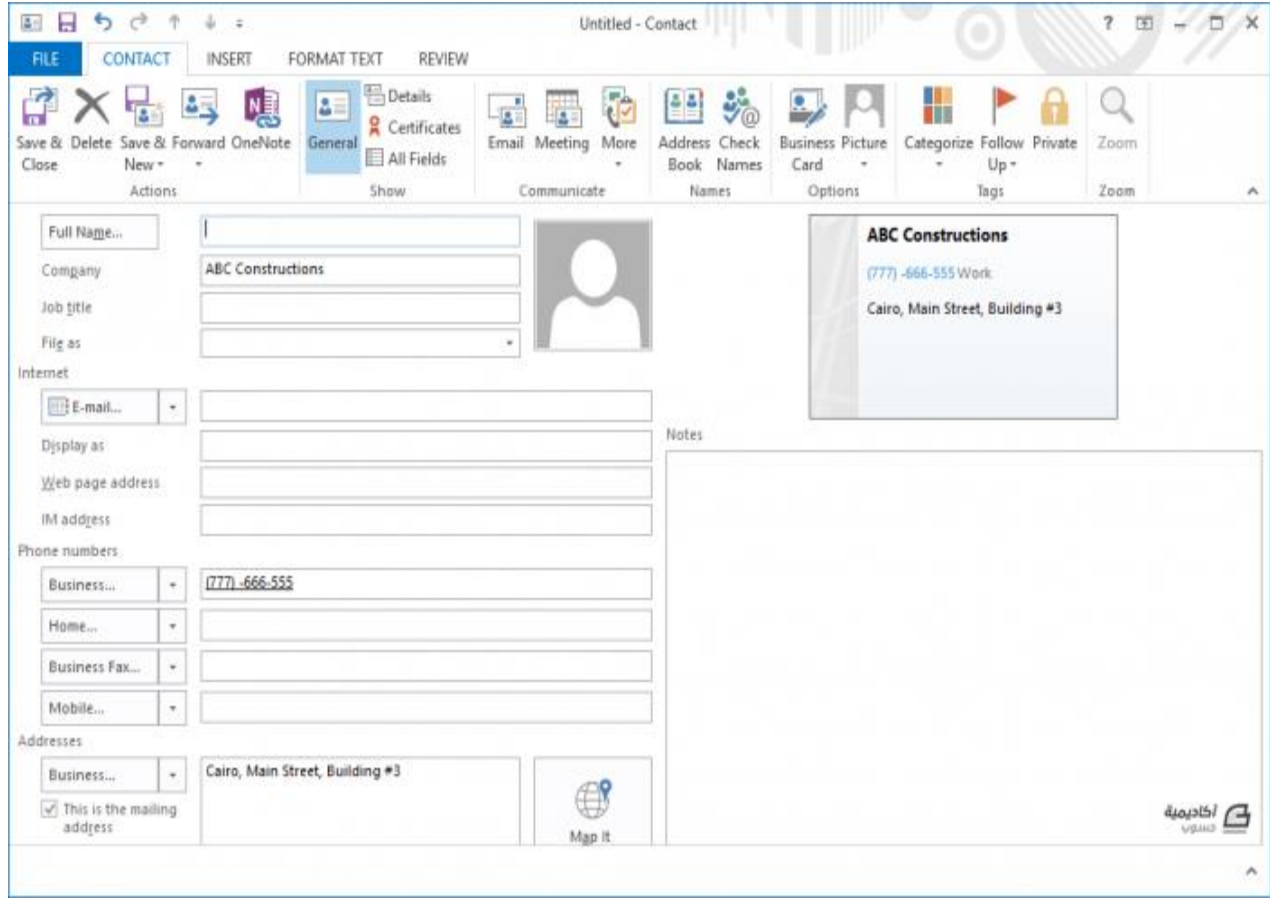 Untitled - Contact
?
FILE CONTACT INSERT FORMAT TEXT REVIEW
Save & Close
Delete
Save & New
Forward
OneNote
Actions
General
Details
Certificates
All Fields
Show
Email
Meeting
More
Communicate
Address Book
Check Names
Names
Business Card
Picture
Options
Categorize
Follow Up
Private
Tags
Zoom
Zoom
Full Name...
Company ABC Constructions
Job title
File as
Internet
E-mail...
Display as
Web page address
IM address
Phone numbers
Business... (777) -666-555
Home...
Business Fax...
Mobile...
Addresses
Business... Cairo, Main Street, Building #3
This is the mailing
address
Map It
ABC Constructions
(777) -666-555 Work
Cairo, Main Street, Building #3
Notes
أكاديمية
حسوب